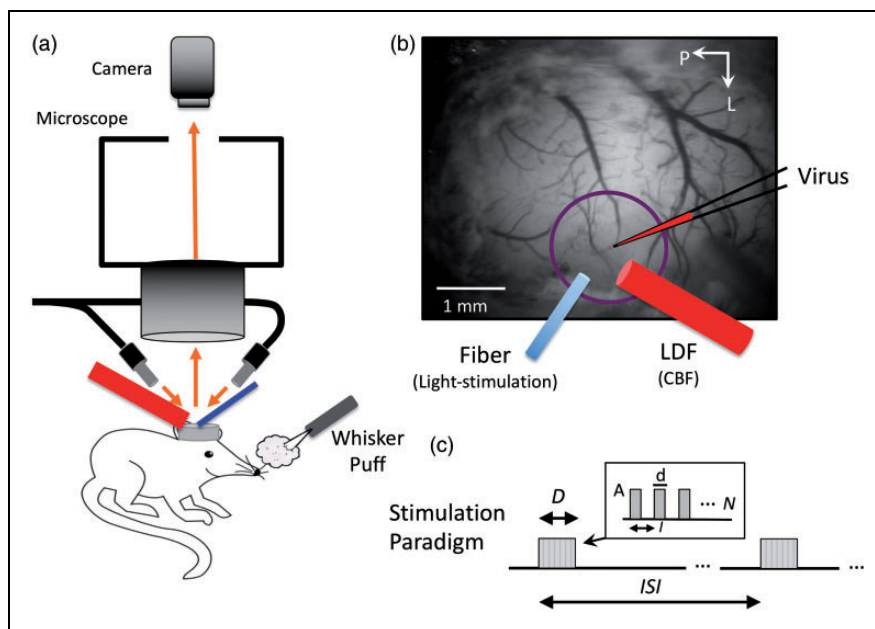 (a)
Camera
Microscope
Whisker
Puff
(b)
P
L
Virus
1 mm
Fiber
(Light-stimulation)
LDF
(CBF)
(c)
Stimulation
Paradigm
D
A
d
... N
I
...
...
ISI